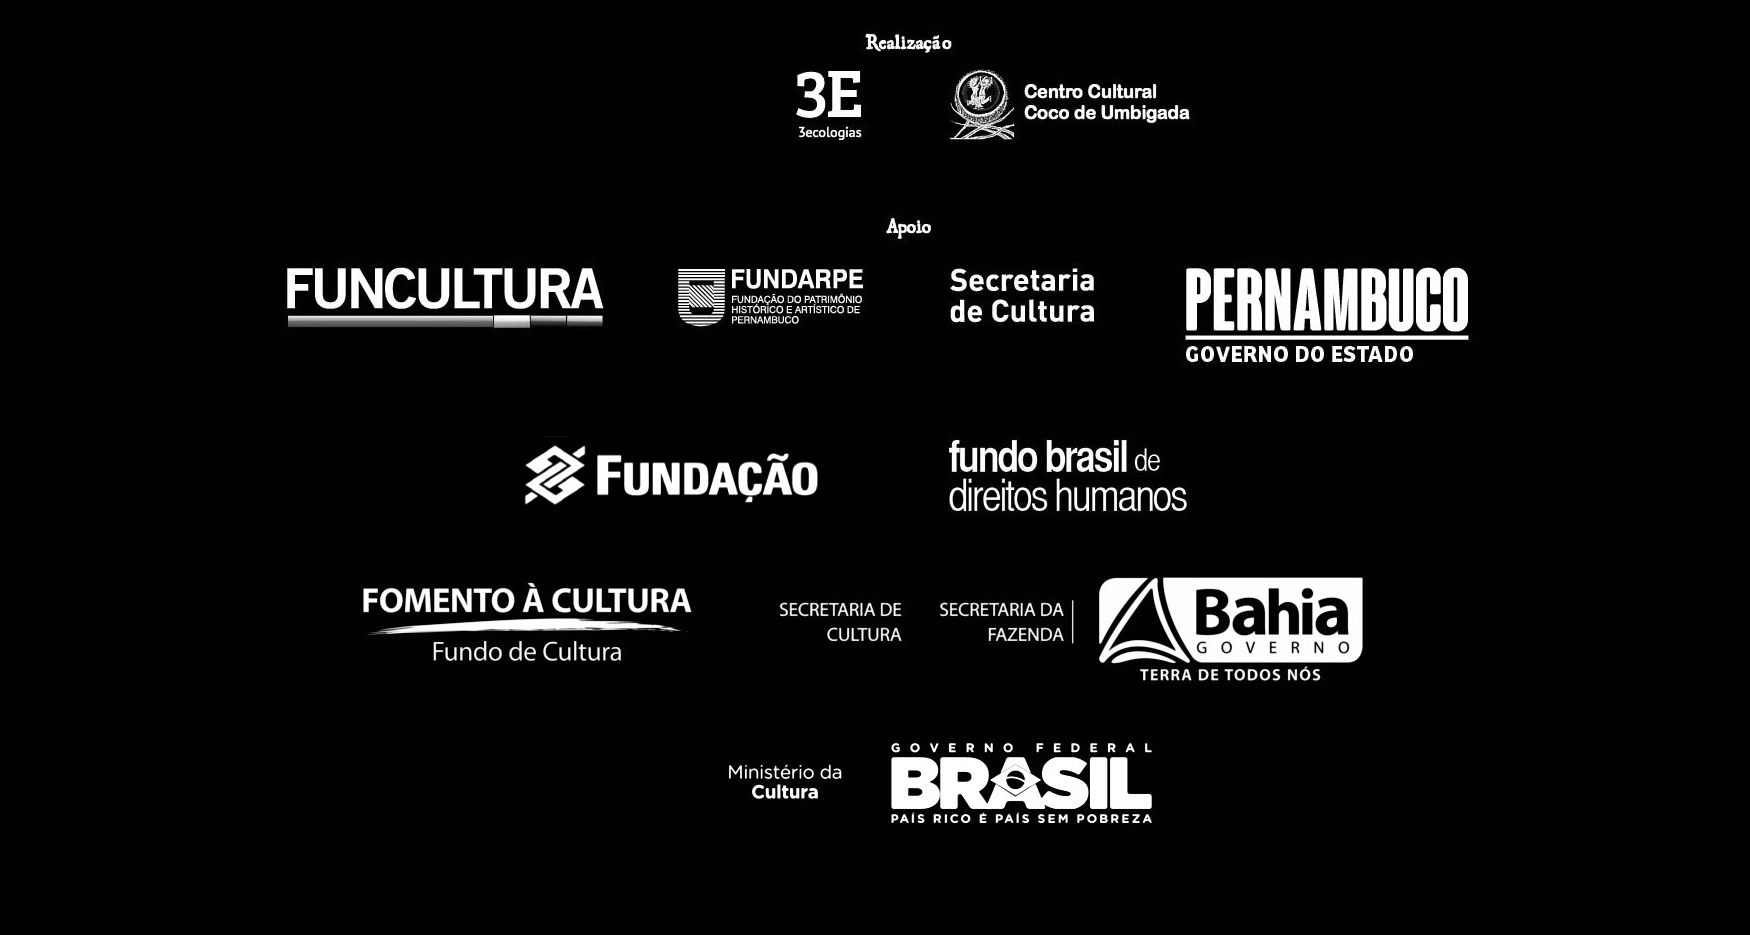 Realização
3E
3ecologias
Centro Cultural
Coco de Umbigada
Apoio
FUNCULTURA
FUNDARPE
FUNDAÇÃO DO PATRIMÔNIO
HISTÓRICO E ARTÍSTICO DE
PERNAMBUCO
Secretaria
de Cultura
PERNAMBUCO
GOVERNO DO ESTADO
FUNDAÇÃO
fundo brasil de
direitos humanos
FOMENTO À CULTURA
Fundo de Cultura
SECRETARIA DE
CULTURA
SECRETARIA DA
FAZENDA
Bahia
GOVERNO
TERRA DE TODOS NÓS
Ministério da
Cultura
GOVERNO FEDERAL
BRASIL
PAÍS RICO É PAÍS SEM POBREZA